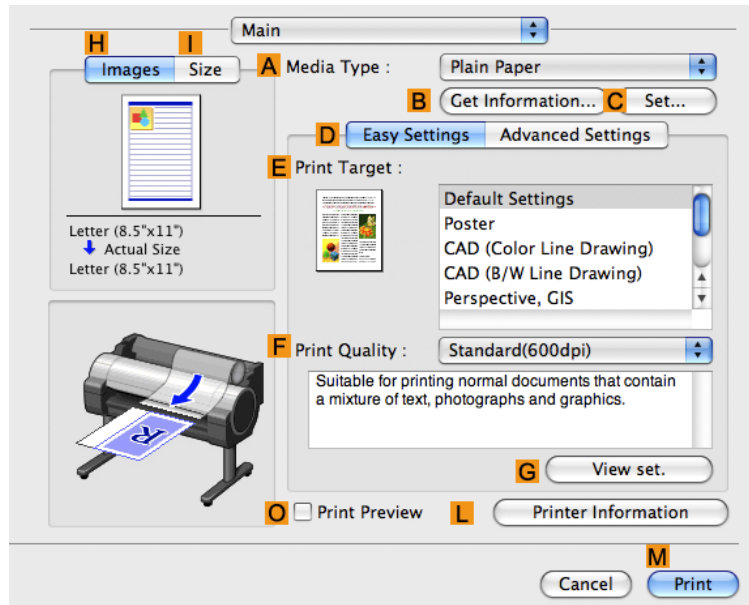 Main
H I
Images Size
A Media Type : Plain Paper
B Get Information... C Set...
D Easy Settings Advanced Settings
E Print Target :
Default Settings
Poster
CAD (Color Line Drawing)
CAD (B/W Line Drawing)
Perspective, GIS
Letter (8.5"x11")
Actual Size
Letter (8.5"x11")
F Print Quality : Standard(600dpi)
Suitable for printing normal documents that contain
a mixture of text, photographs and graphics.
R
G View set.
O Print Preview L Printer Information
M
Cancel Print